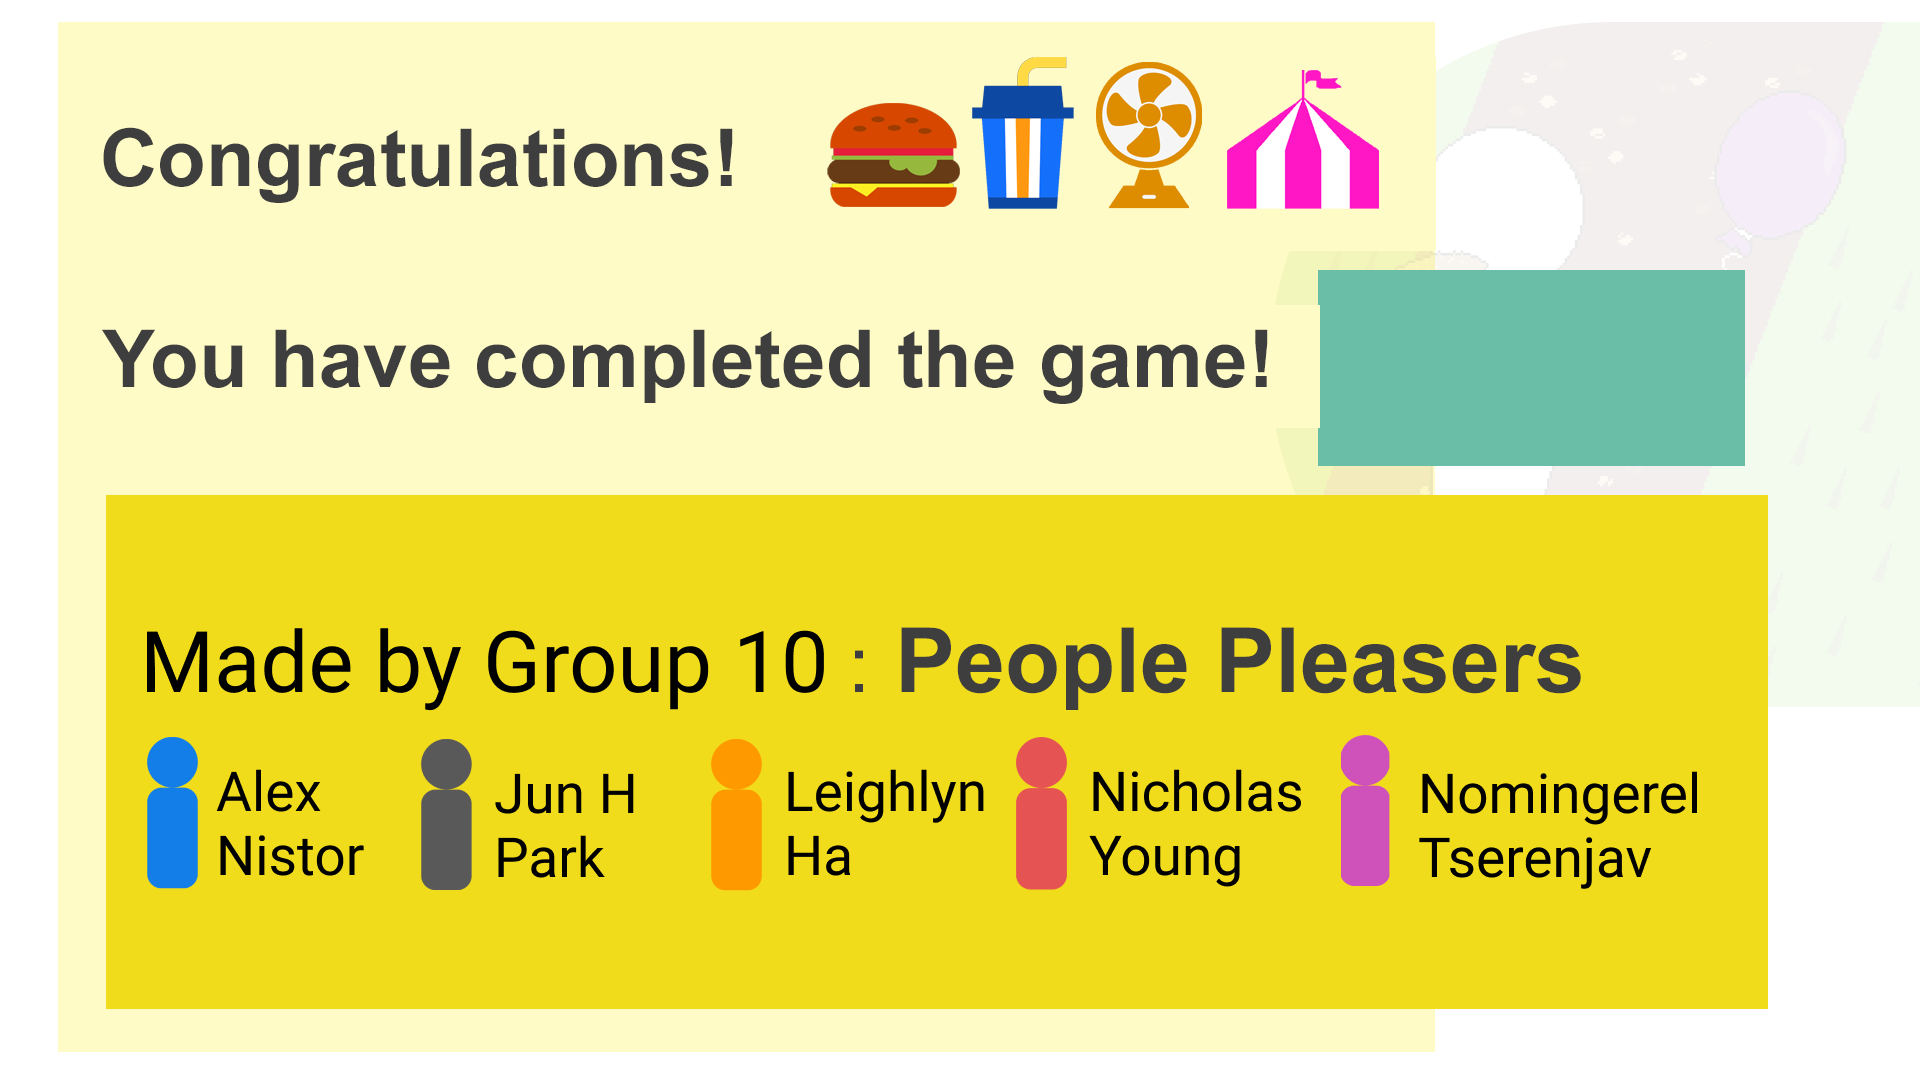 Congratulations!
You have completed the game!
Made by Group 10 : People Pleasers
Alex
Nistor
Jun H
Park
Leighlyn
Ha
Nicholas
Young
Nomingerel
Tserenjav